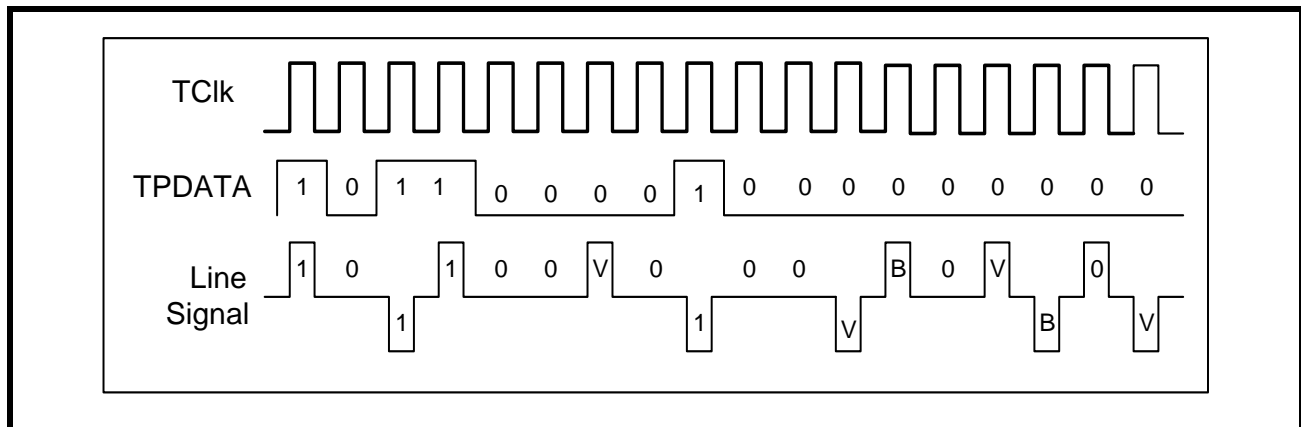 TClk
TPDATA 1 0 1 1 0 0 0 0 1 0 0 0 0 0 0 0 0 0
Line
Signal
1 0 1 0 0 V 0 0 0 B 0 V 0
1 1 V B V